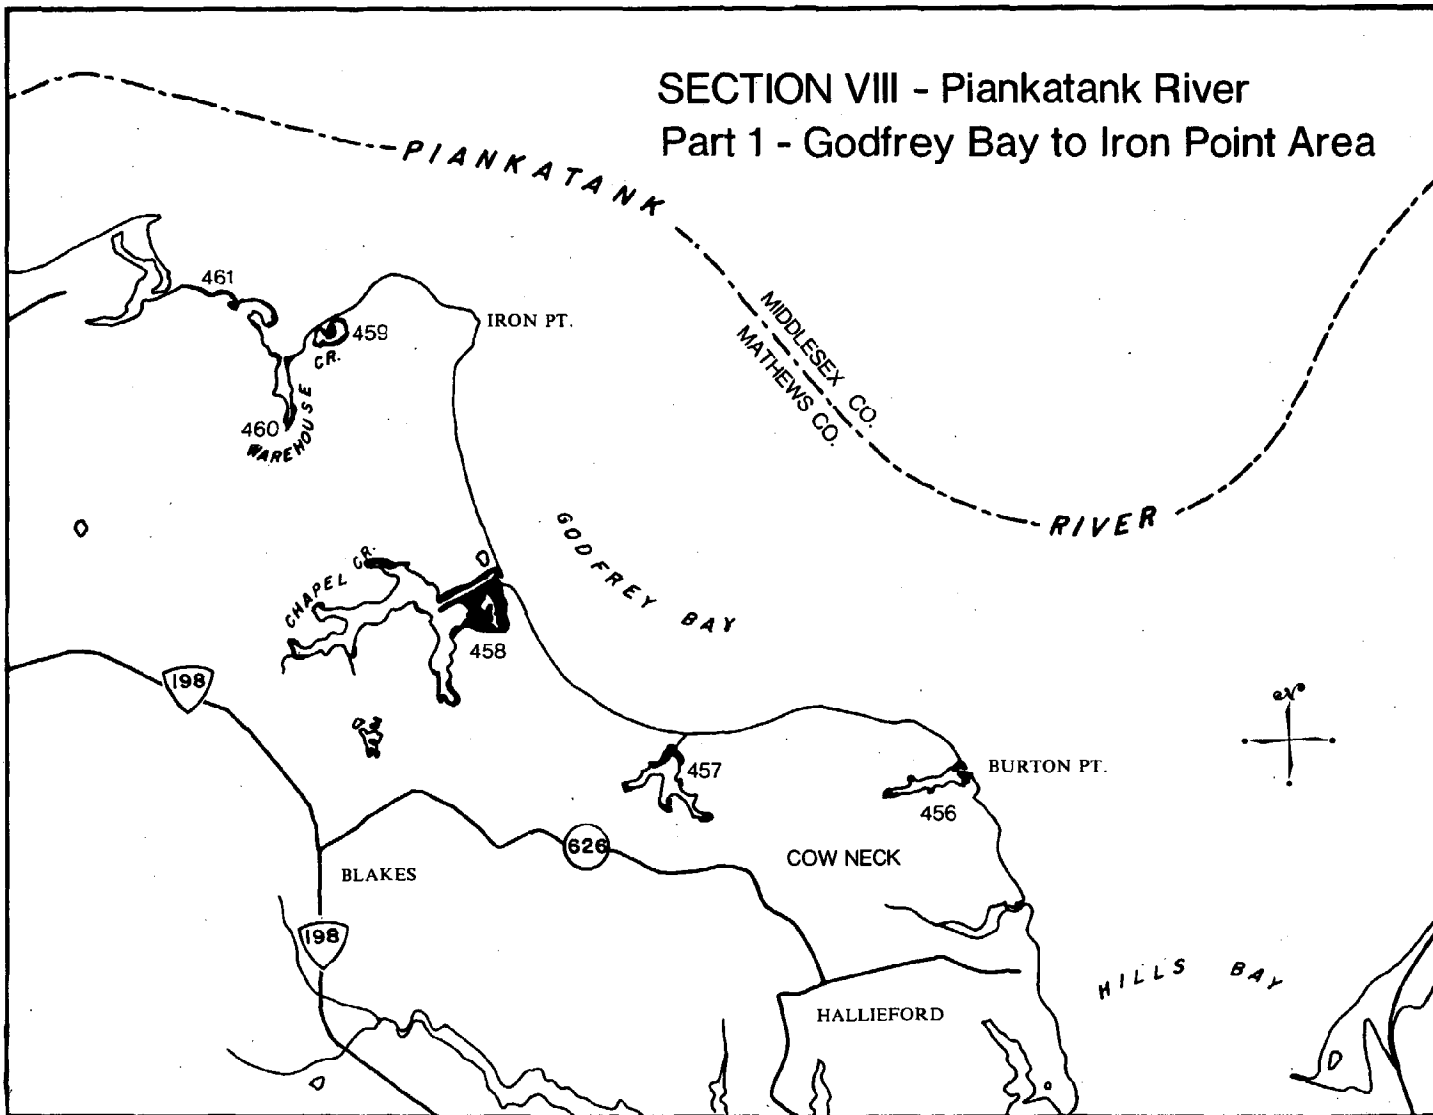 SECTION VIII - Piankatank River
Part 1 - Godfrey Bay to Iron Point Area
PIANKATANK
RIVER
MIDDLESEX CO.
MATHEWS CO.
461
459
IRON PT.
460
WAREHOUSE CR.
GODFREY BAY
CHAPEL CR.
458
198
N
457
BURTON PT.
456
626
COW NECK
BLAKES
198
HILLS BAY
HALLIEFORD